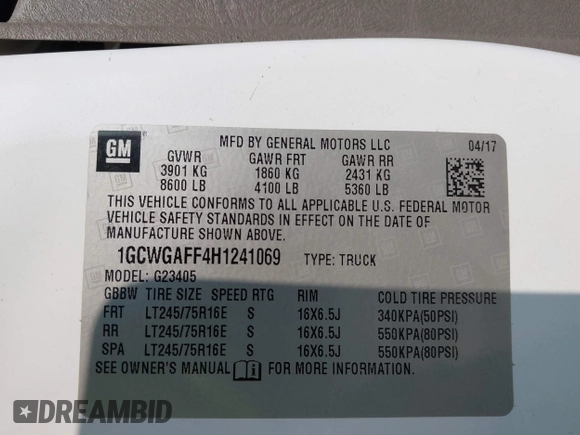 GM
MFD BY GENERAL MOTORS LLC 04/17
GVWR GAWR FRT GAWR RR
3901 KG 1860 KG 2431 KG
8600 LB 4100 LB 5360 LB
THIS VEHICLE CONFORMS TO ALL APPLICABLE U.S. FEDERAL MOTOR
VEHICLE SAFETY STANDARDS IN EFFECT ON THE DATE OF
MANUFACTURE SHOWN ABOVE.
1GCWGAFF4H1241069 TYPE: TRUCK
MODEL: G23405
GBBW TIRE SIZE SPEED RTG RIM
FRT LT245/75R16E S 16X6.5J 340KPA(50PSI)
RR LT245/75R16E S 16X6.5J 550KPA(80PSI)
SPA LT245/75R16E S 16X6.5J 550KPA(80PSI)
SEE OWNER'S MANUAL FOR MORE INFORMATION.
DREAMBID